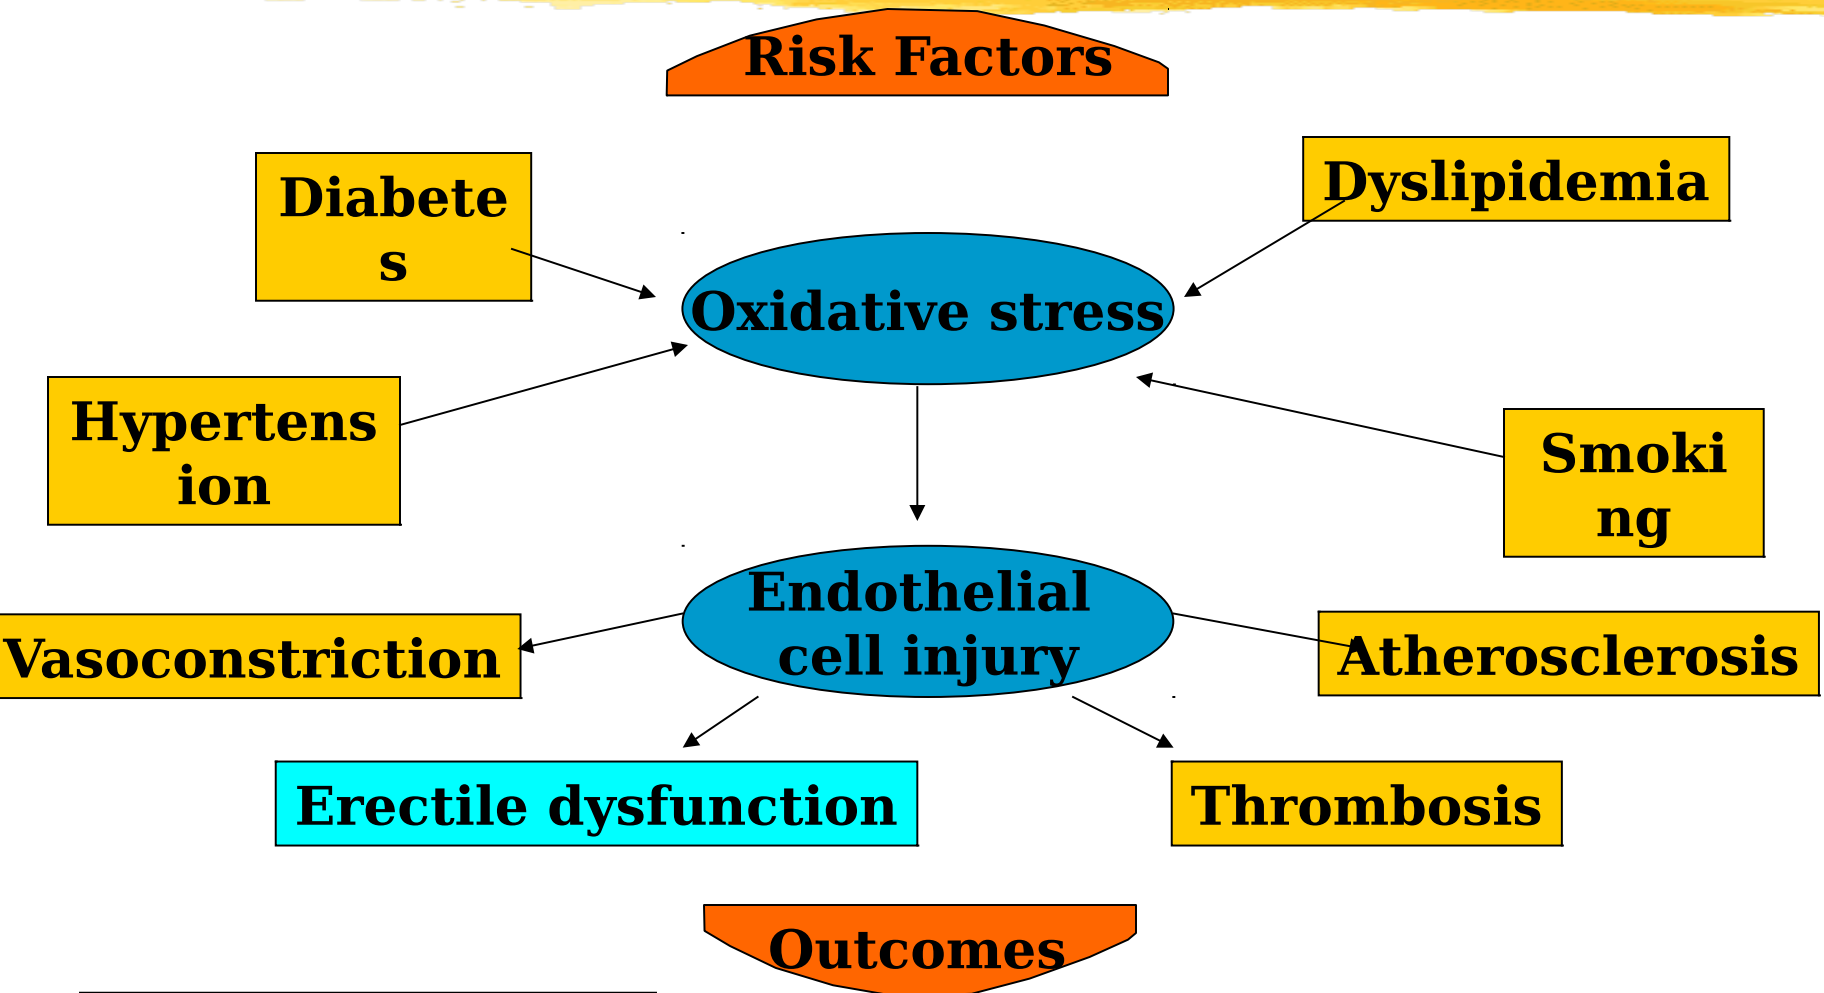 Risk Factors
Diabete
s
Dyslipidemia
Oxidative stress
Hypertens
ion
Smoki
ng
Endothelial
cell injury
Vasoconstriction
Atherosclerosis
Erectile dysfunction
Thrombosis
Outcomes